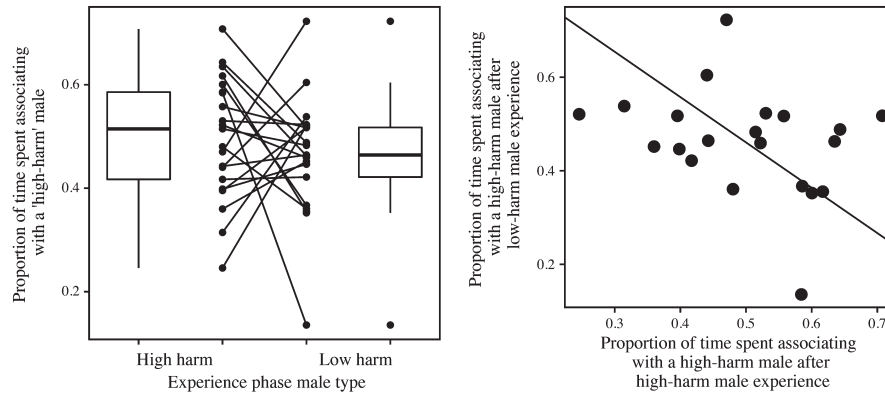 Proportion of time spent associating
with a 'high-harm' male
0.6
0.4
0.2
High harm
Low harm
Experience phase male type
Proportion of time spent associating
with a high-harm male after
low-harm male experience
0.6
0.4
0.2
0.3
0.4
0.5
0.6
0.7
Proportion of time spent associating
with a high-harm male after
high-harm male experience